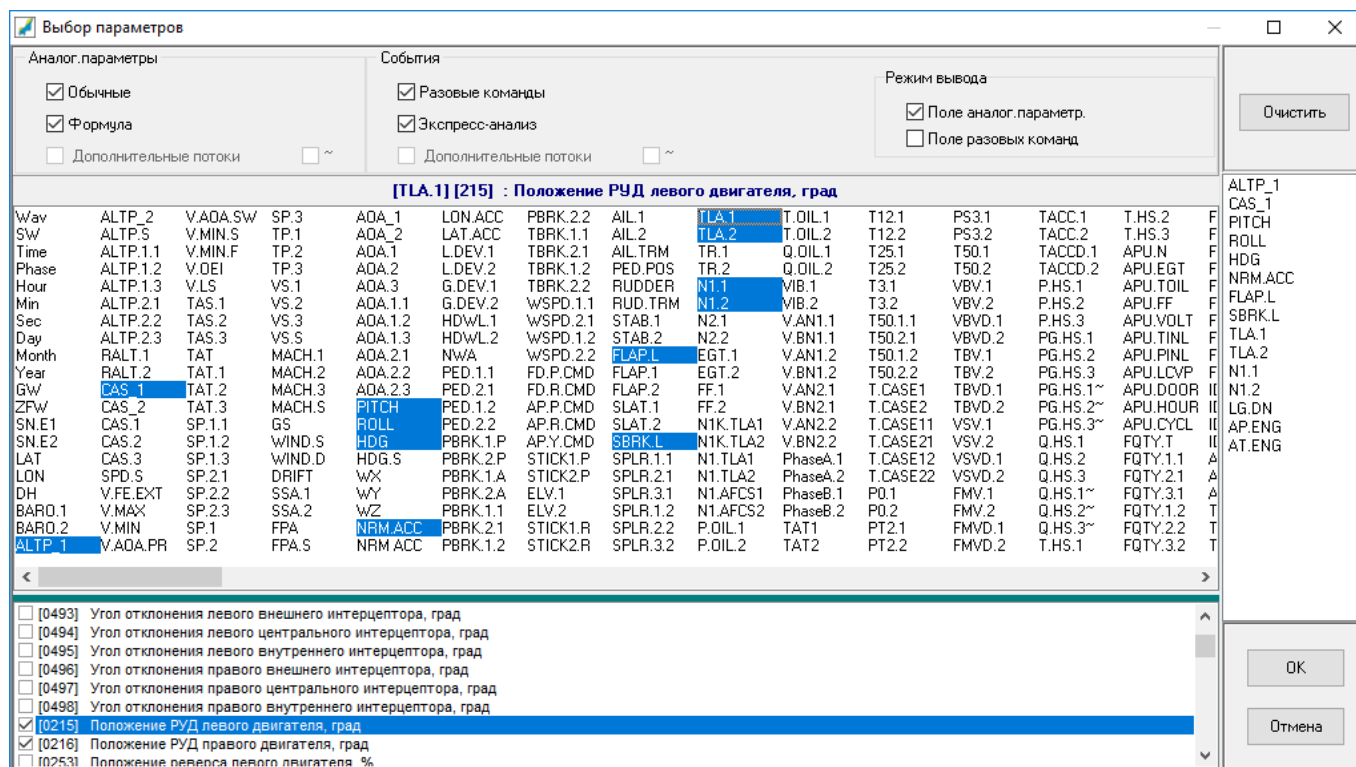 Выбор параметров
Аналог.параметры
Обычные
Формула
Дополнительные потоки ~
События
Разовые команды
Экспресс-анализ
Дополнительные потоки ~
Режим вывода
Поле аналог.параметр.
Поле разовых команд
Очистить
[TLA.1] [215] : Положение РУД левого двигателя, град
Wav ALTP_2 V.AOA.SW SP.3 AOA_1 LON.ACC PBRK.2.2 AIL.1 TLA.1 T.OIL.1 T12.1 PS3.1 TACC.1 T.HS.2 F
SW ALTP.S V.MIN.S TP.1 AOA_2 LAT.ACC TBRK.1.1 AIL.2 TLA.2 T.OIL.2 T12.2 PS3.2 TACC.2 T.HS.3 F
Time ALTP.1.1 V.MIN.F TP.2 AOA.1 L.DEV.1 TBRK.2.1 AIL.TRM TR.1 Q.OIL.1 T25.1 T50.1 TACCD.1 APU.N F
Phase ALTP.1.2 V.OEI TP.3 AOA.2 L.DEV.2 TBRK.1.2 PED.POS TR.2 Q.OIL.2 T25.2 T50.2 TACCD.2 APU.EGT F
Hour ALTP.1.3 V.LS VS.1 AOA.3 G.DEV.1 TBRK.2.2 RUDDER N1.1 VIB.1 T3.1 VBV.1 P.HS.1 APU.TOIL F
Min ALTP.2.1 TAS.1 VS.2 AOA.1.1 G.DEV.2 WSPD.1.1 RUD.TRM N1.2 VIB.2 T3.2 VBV.2 P.HS.2 APU.FF F
Sec ALTP.2.2 TAS.2 VS.3 AOA.1.2 HDWL.1 WSPD.2.1 STAB.1 N2.1 V.AN1.1 T50.1.1 VBVD.1 P.HS.3 APU.VOLT F
Day ALTP.2.3 TAS.3 VS.S AOA.1.3 HDWL.2 WSPD.1.2 STAB.2 N2.2 V.BN1.1 T50.2.1 VBVD.2 PG.HS.1 APU.TINL F
Month RALT.1 TAT MACH.1 AOA.2.1 NWA WSPD.2.2 FLAP.L EGT.1 V.AN1.2 T50.1.2 TBV.1 PG.HS.2 APU.PINL F
Year RALT.2 TAT.1 MACH.2 AOA.2.2 PED.1.1 FD.P.CMD FLAP.1 EGT.2 V.BN1.2 T50.2.2 TBV.2 PG.HS.3 APU.LCVP F
GW CAS_1 TAT.2 MACH.3 AOA.2.3 PED.2.1 FD.R.CMD FLAP.2 FF.1 V.AN2.1 T.CASE1 TBVD.1 PG.HS.1~ APU.DOOR
ZFW CAS_2 TAT.3 MACH.S PITCH PED.1.2 AP.P.CMD SLAT.1 FF.2 V.BN2.1 T.CASE2 TBVD.2 PG.HS.2~ APU.HOUR
SN.E1 CAS.1 SP.1.1 GS ROLL PED.2.2 AP.R.CMD SLAT.2 N1K.TLA1 V.AN2.2 T.CASE11 VSV.1 PG.HS.3~ APU.CYCL
SN.E2 CAS.2 SP.1.2 WIND.S HDG PBRK.1.P AP.Y.CMD SBRK.L N1K.TLA2 V.BN2.2 T.CASE21 VSV.2 Q.HS.1 FQTY.T
LAT CAS.3 SP.1.3 WIND.D HDG.S PBRK.2.P STICK1.P SPLR.1.1 N1.TLA1 PhaseA.1 T.CASE12 VSVD.1 Q.HS.2 FQTY.1.1
LON SPD.S SP.2.1 DRIFT WX PBRK.1.A STICK2.P SPLR.2.1 N1.TLA2 PhaseA.2 T.CASE22 VSVD.2 Q.HS.3 FQTY.2.1
DH V.FE.EXT SP.2.2 SSA.1 WY PBRK.2.A ELV.1 SPLR.3.1 N1.AFCS1 PhaseB.1 P0.1 FMV.1 Q.HS.1~ FQTY.3.1
BARO.1 V.MAX SP.2.3 SSA.2 WZ PBRK.1.1 ELV.2 SPLR.1.2 N1.AFCS2 PhaseB.2 P0.2 FMV.2 Q.HS.2~ FQTY.1.2 T
BARO.2 V.MIN SP.1 FPA NRM.ACC PBRK.2.1 STICK1.R SPLR.2.2 P.OIL.1 TAT1 PT2.1 FMVD.1 Q.HS.3~ FQTY.2.2 T
ALTP_1 V.AOA.PR SP.2 FPA.S NRM ACC PBRK.1.2 STICK2.R SPLR.3.2 P.OIL.2 TAT2 PT2.2 FMVD.2 T.HS.1 FQTY.3.2 T
ALTP_1
CAS_1
PITCH
ROLL
HDG
NRM.ACC
FLAP.L
SBRK.L
TLA.1
TLA.2
N1.1
N1.2
LG.DN
AP.ENG
AT.ENG
[0493] Угол отклонения левого внешнего интерцептора, град
[0494] Угол отклонения левого центрального интерцептора, град
[0495] Угол отклонения левого внутреннего интерцептора, град
[0496] Угол отклонения правого внешнего интерцептора, град
[0497] Угол отклонения правого центрального интерцептора, град
[0498] Угол отклонения правого внутреннего интерцептора, град
[0215] Положение РУД левого двигателя, град
[0216] Положение РУД правого двигателя, град
[0253] Положение реверса левого двигателя, %
OK
Отмена